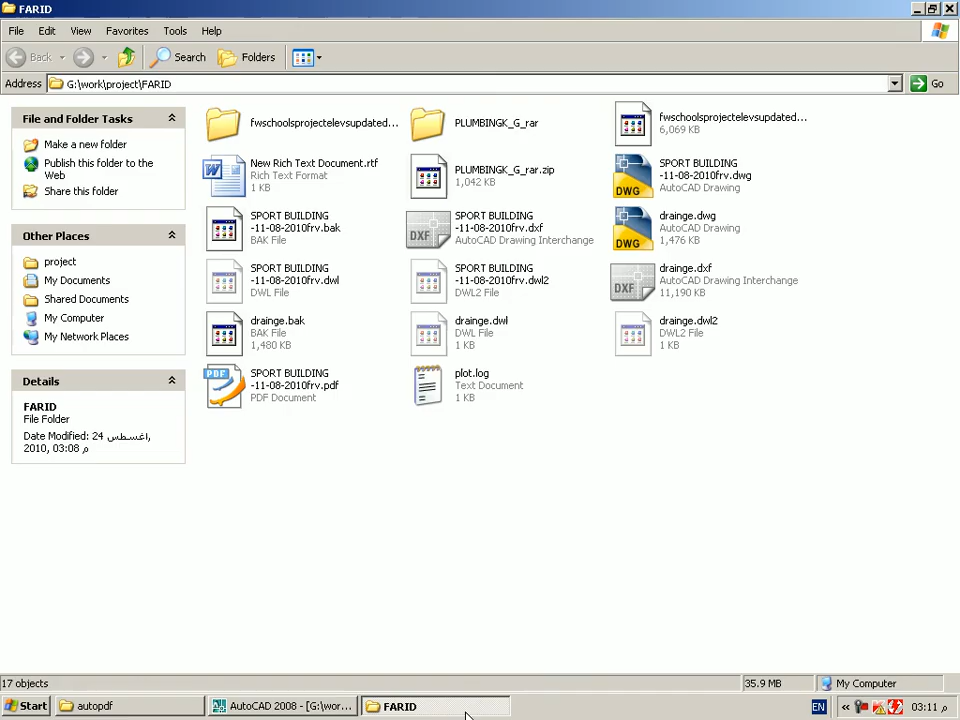 FARID
File Edit View Favorites Tools Help
Back Search Folders
Address G:\work\project\FARID Go
File and Folder Tasks
Make a new folder
Publish this folder to the
Web
Share this folder
Other Places
project
My Documents
Shared Documents
My Computer
My Network Places
Details
FARID
File Folder
Date Modified: 24 اغسطس,
2010, 03:08 م
fwschoolsprojectelevsupdated...
PLUMBINGK_G_rar
fwschoolsprojectelevsupdated...
6,069 KB
New Rich Text Document.rtf
Rich Text Format
1 KB
PLUMBINGK_G_rar.zip
1,042 KB
SPORT BUILDING
-11-08-2010frv.dwg
AutoCAD Drawing
DWG
SPORT BUILDING
-11-08-2010frv.bak
BAK File
SPORT BUILDING
-11-08-2010frv.dxf
AutoCAD Drawing Interchange
DXF
drainge.dwg
AutoCAD Drawing
1,476 KB
DWG
SPORT BUILDING
-11-08-2010frv.dwl
DWL File
SPORT BUILDING
-11-08-2010frv.dwl2
DWL2 File
drainge.dxf
AutoCAD Drawing Interchange
11,190 KB
DXF
drainge.bak
BAK File
1,480 KB
drainge.dwl
DWL File
1 KB
drainge.dwl2
DWL2 File
1 KB
SPORT BUILDING
-11-08-2010frv.pdf
PDF Document
PDF
plot.log
Text Document
1 KB
17 objects 35.9 MB My Computer
Start autopdf AutoCAD 2008 - [G:\wor... FARID EN « 03:11 م